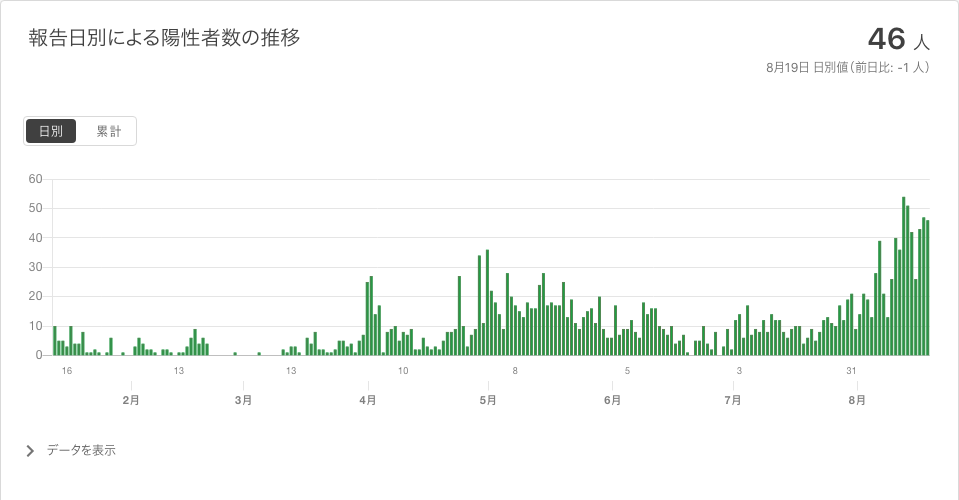 報告日別による陽性者数の推移
46 人
8月19日 日別値（前日比: -1 人）
日別 累計
60
50
40
30
20
10
0
16 13 13 10 8 5 3 31
2月 3月 4月 5月 6月 7月 8月
データを表示